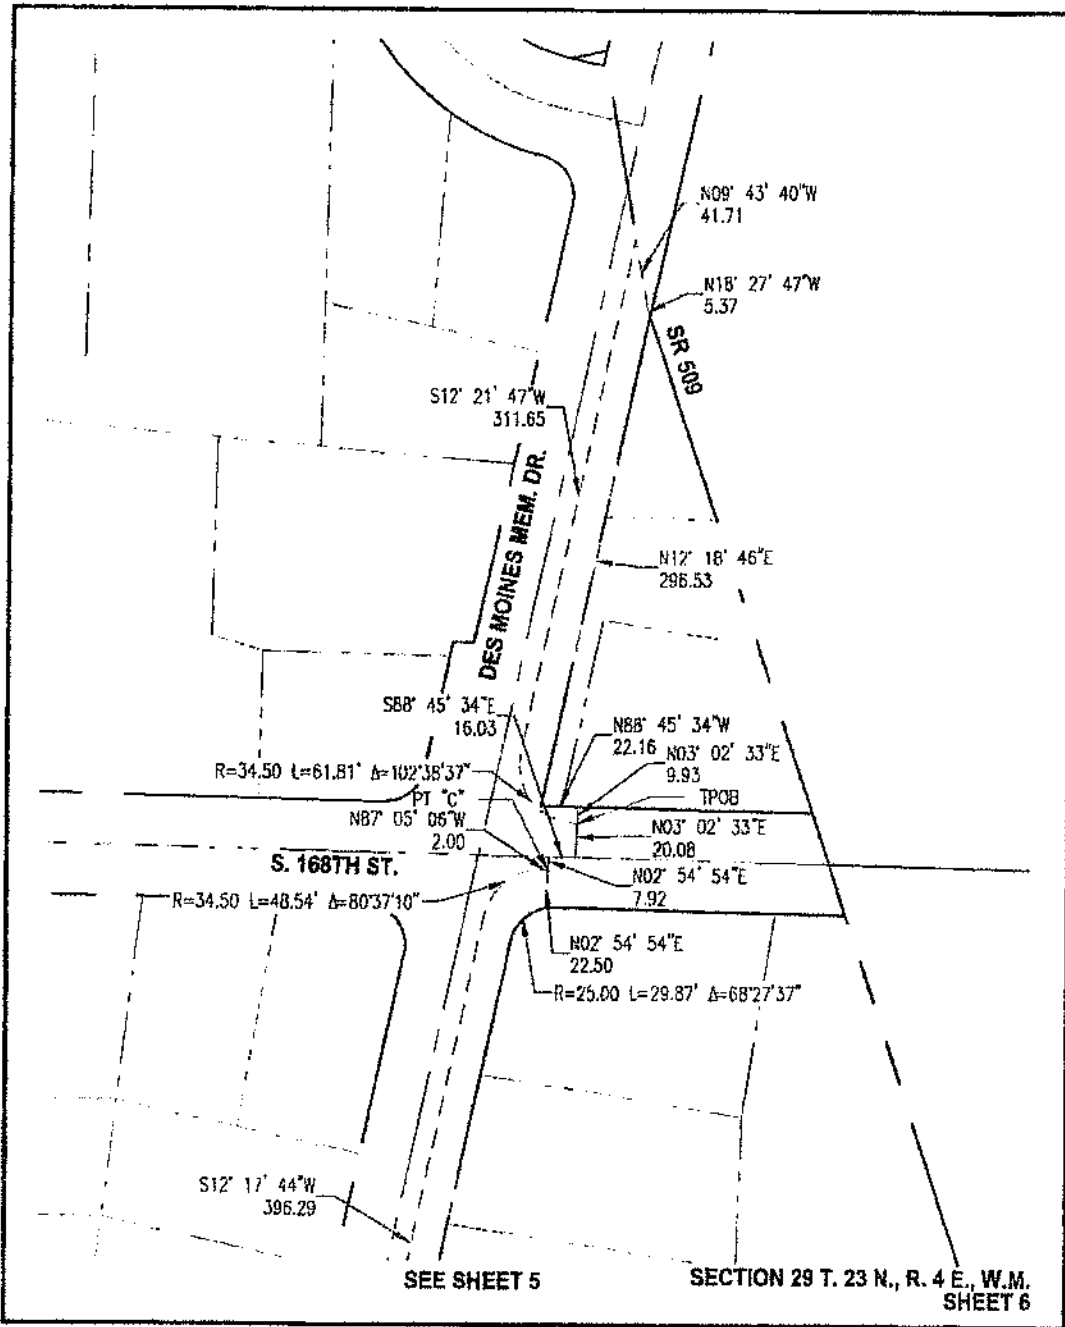 N09° 43' 40"W
41.71
N18° 27' 47"W
5.37
SR 509
S12° 21' 47"W
311.65
DES MOINES MEM. DR.
N12° 18' 46"E
296.53
S88° 45' 34"E
16.03
N88° 45' 34"W
22.16
N03° 02' 33"E
9.93
R=34.50 L=61.81' Δ=102°38'37"
PT "C"
TPOB
N87° 05' 06"W
2.00
N03° 02' 33"E
20.08
S. 168TH ST.
N02° 54' 54"E
7.92
R=34.50 L=48.54' Δ=80°37'10"
N02° 54' 54"E
22.50
R=25.00 L=29.87' Δ=68°27'37"
S12° 17' 44"W
396.29
SEE SHEET 5
SECTION 29 T. 23 N., R. 4 E., W.M.
SHEET 6